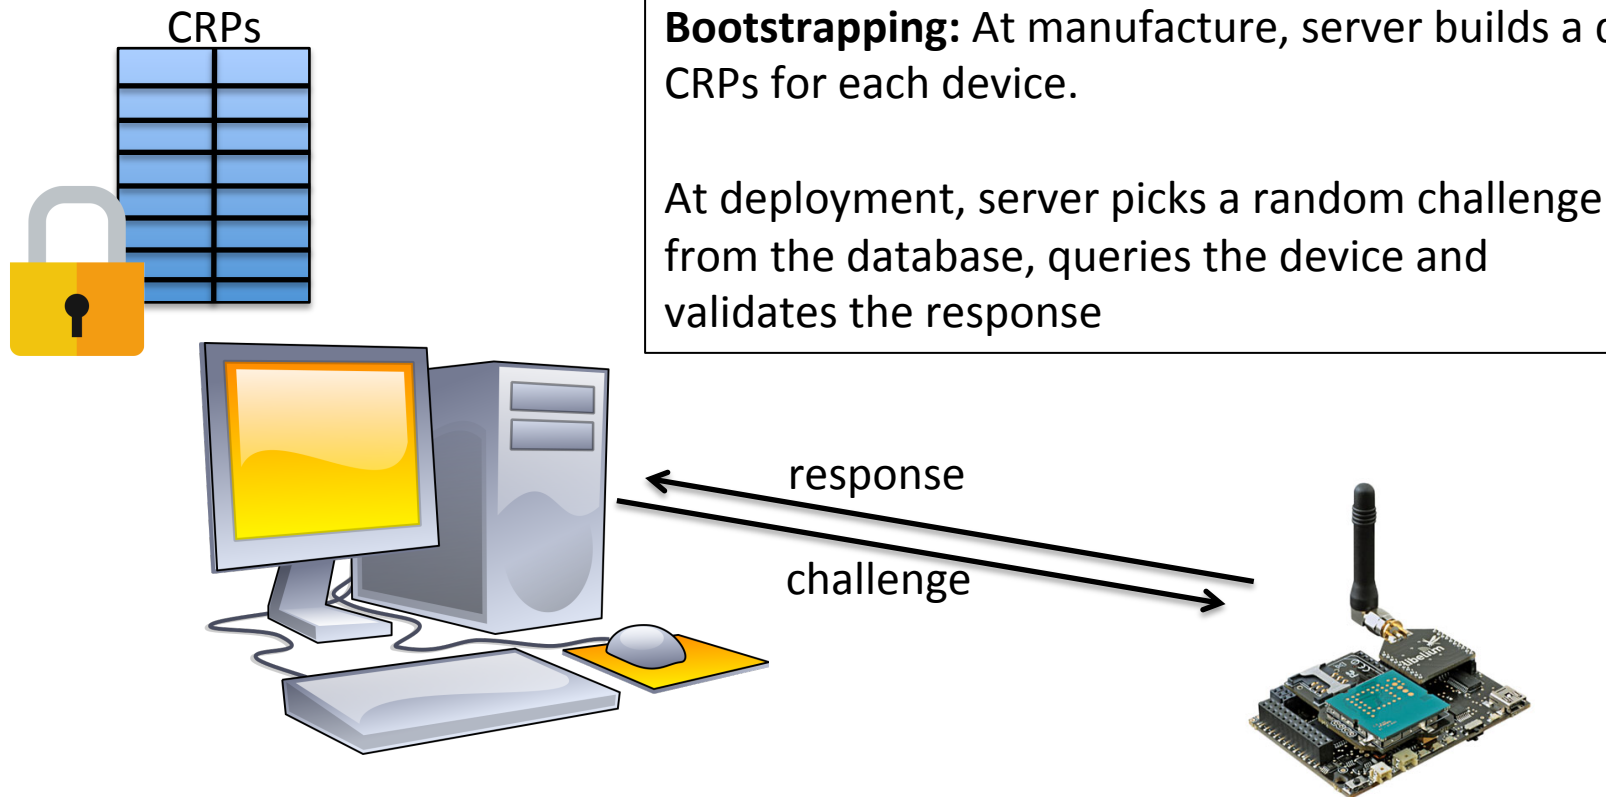 CRPs
Bootstrapping: At manufacture, server builds a
CRPs for each device.
At deployment, server picks a random challenge
from the database, queries the device and
validates the response
response
challenge
libelium